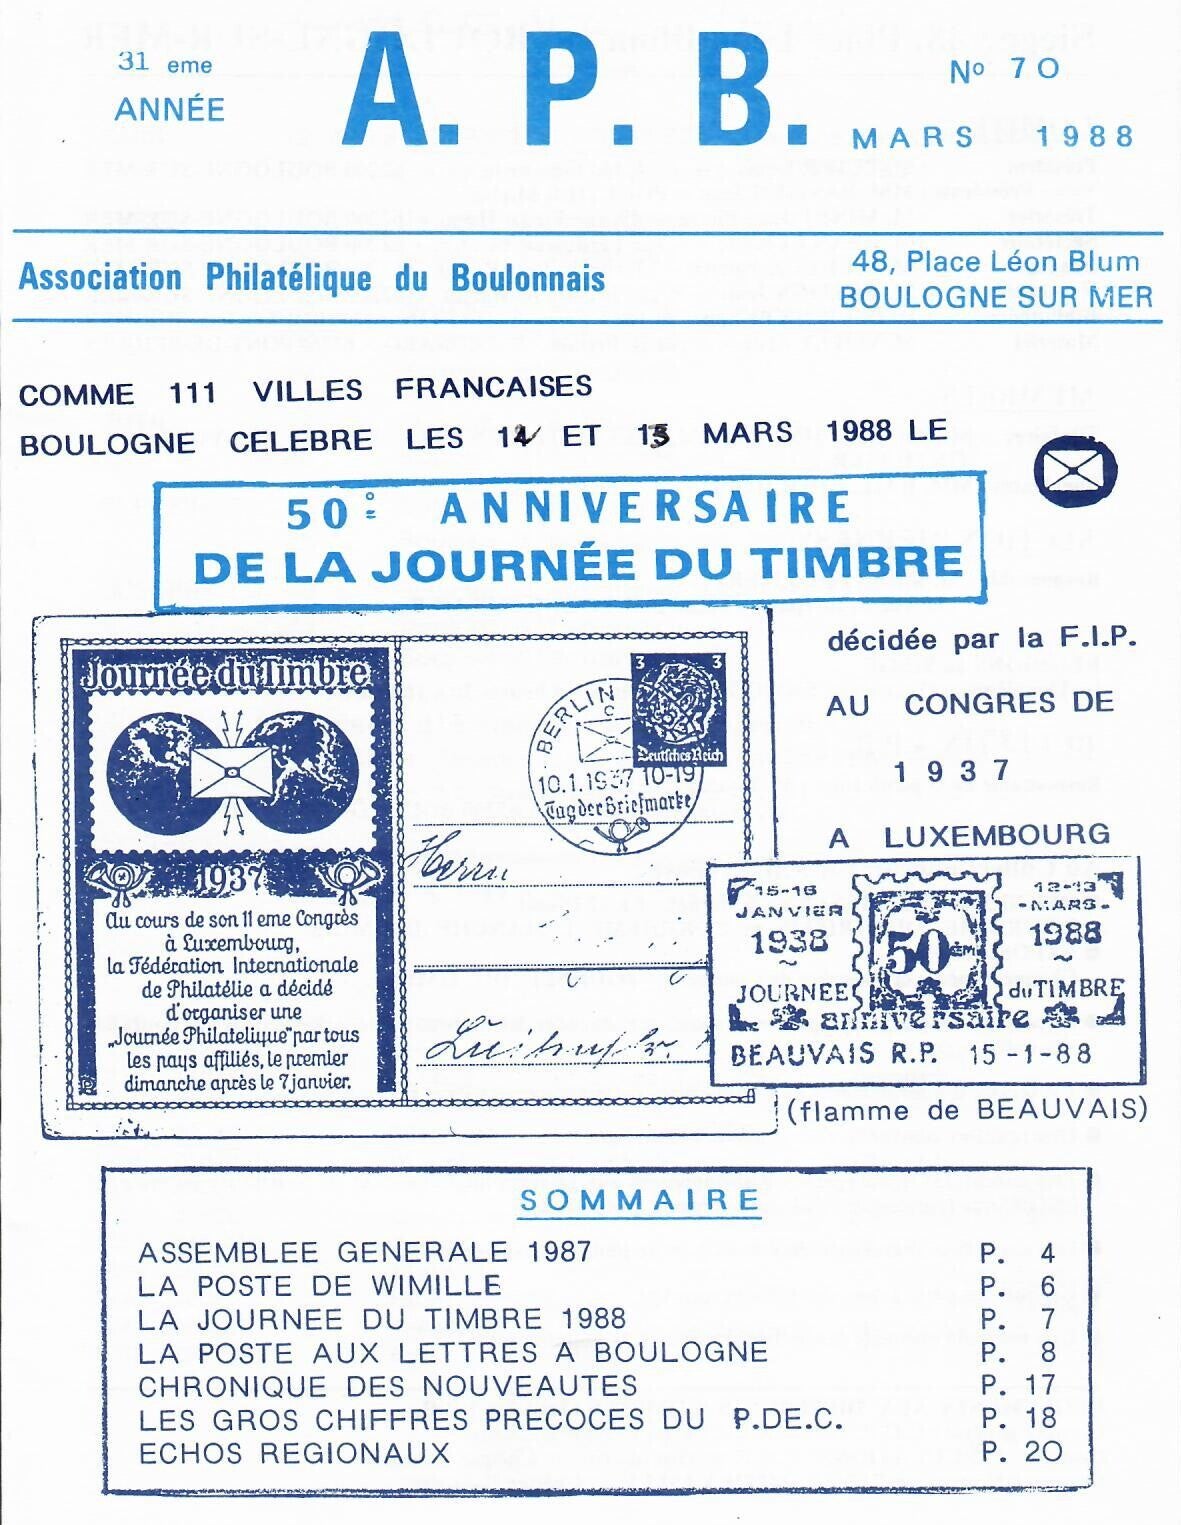 31 eme
ANNÉE
A. P. B.
No 70
MARS 1988
Association Philatélique du Boulonnais
48, Place Léon Blum
BOULOGNE SUR MER
COMME 111 VILLES FRANCAISES
BOULOGNE CELEBRE LES 12 ET 13 MARS 1988 LE
50e ANNIVERSAIRE
DE LA JOURNÉE DU TIMBRE
décidée par la F.I.P.
AU CONGRES DE
1937
A LUXEMBOURG
Journée du Timbre
1937
Au cours de son 11 eme Congrès
à Luxembourg,
la Fédération Internationale
de Philatélie a décidé
d'organiser une
„Journée Philatelique" par tous
les pays affiliés, le premier
dimanche après le 7 janvier.
BERLIN
C
10.1.1937 10-19
Tag der Briefmarke
3 3
Deutsches Reich
Herrn
15-16
JANVIER
1938
~
JOURNEE
50 ÈM
12-13
-MARS-
1988
~
du TIMBRE
anniversaire
BEAUVAIS R.P. 15-1-88
(flamme de BEAUVAIS)
SOMMAIRE
ASSEMBLEE GENERALE 1987 P. 4
LA POSTE DE WIMILLE P. 6
LA JOURNEE DU TIMBRE 1988 P. 7
LA POSTE AUX LETTRES A BOULOGNE P. 8
CHRONIQUE DES NOUVEAUTES P. 17
LES GROS CHIFFRES PRECOCES DU P.DE.C. P. 18
ECHOS REGIONAUX P. 20